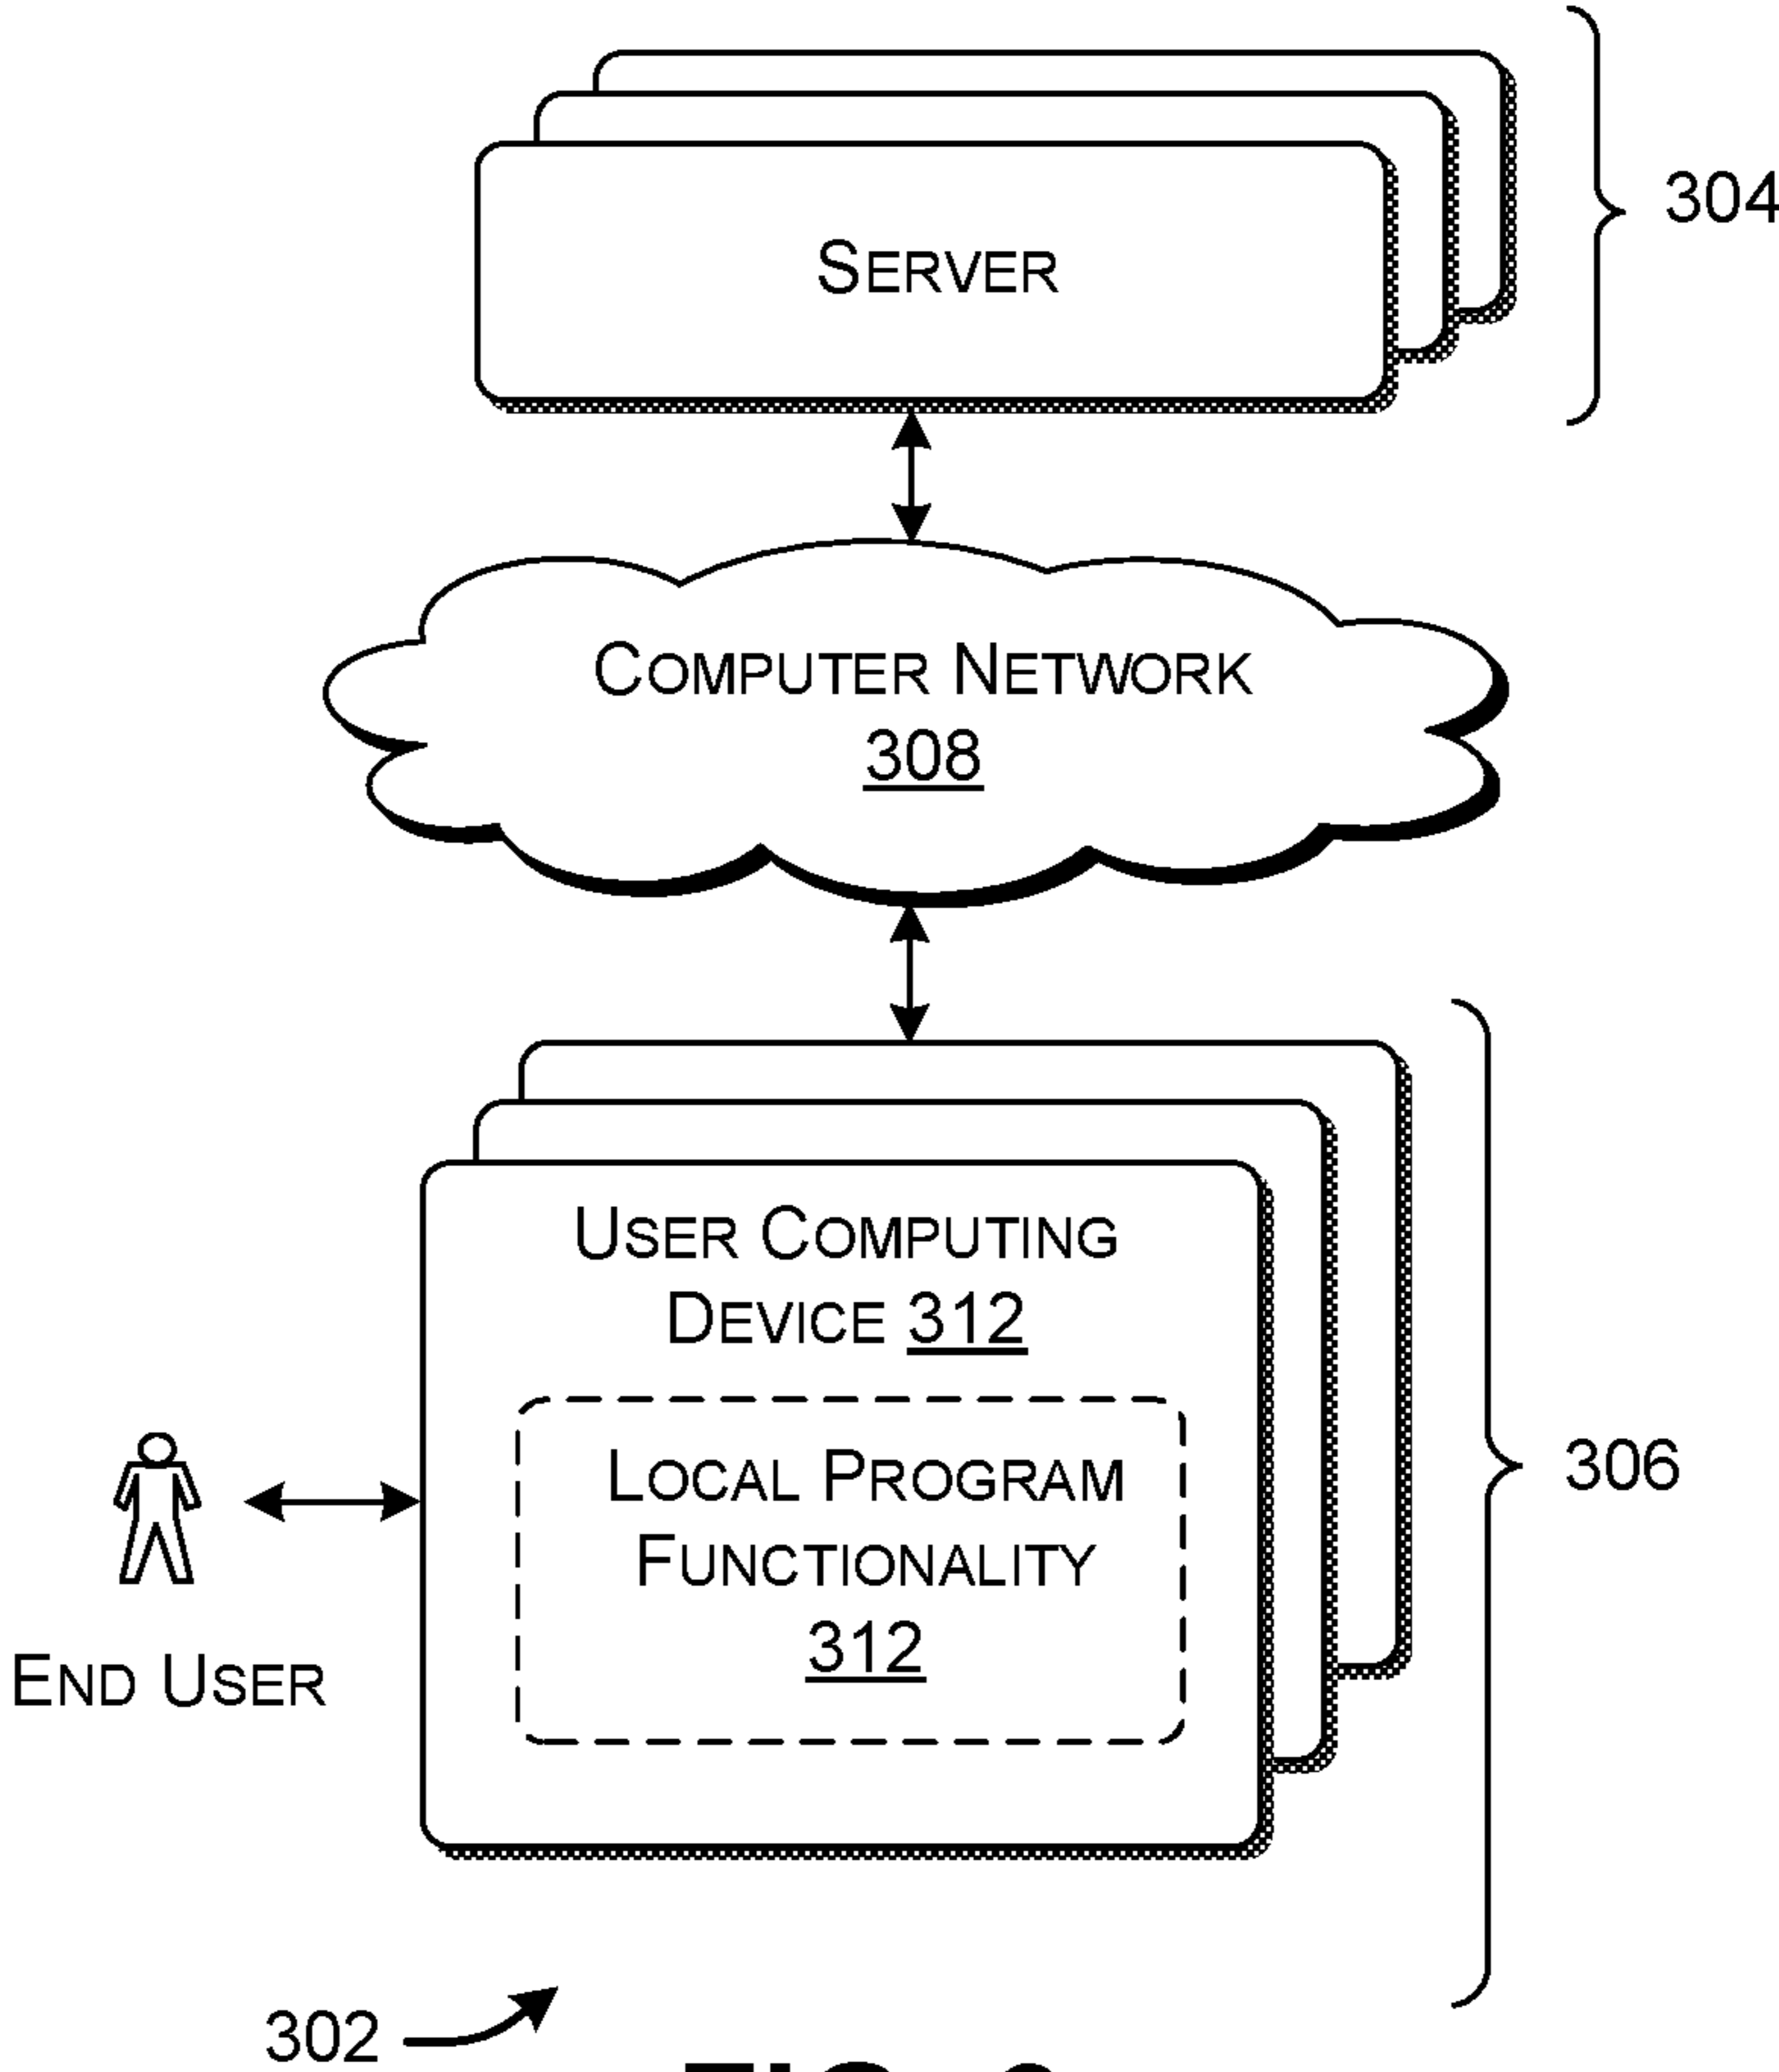 304
SERVER
COMPUTER NETWORK
308
USER COMPUTING
DEVICE 312
LOCAL PROGRAM
FUNCTIONALITY
312
306
END USER
302